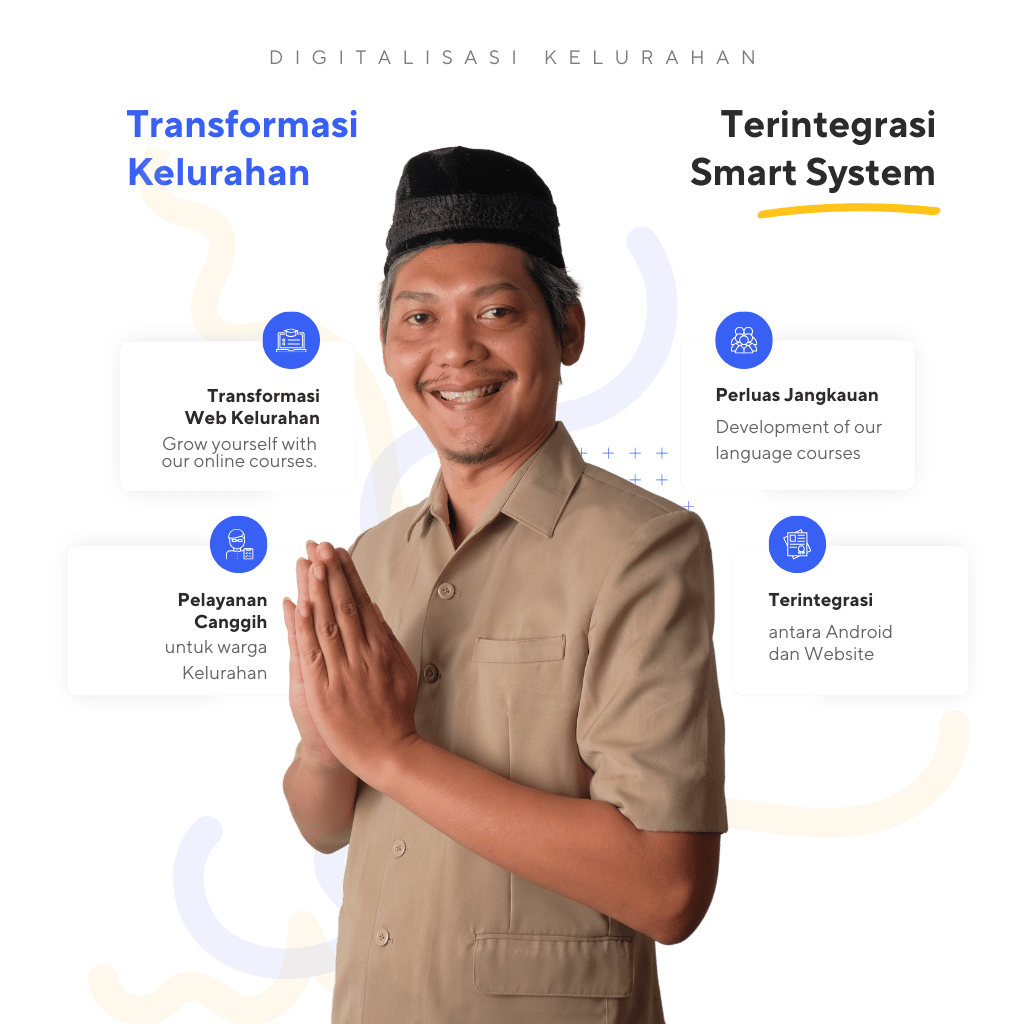 DIGITALISASI KELURAHAN
Transformasi
Kelurahan
Terintegrasi
Smart System
Transformasi
Web Kelurahan
Grow yourself with
our online courses.
Perluas Jangkauan
Development of our
language courses
Pelayanan
Canggih
untuk warga
Kelurahan
Terintegrasi
antara Android
dan Website